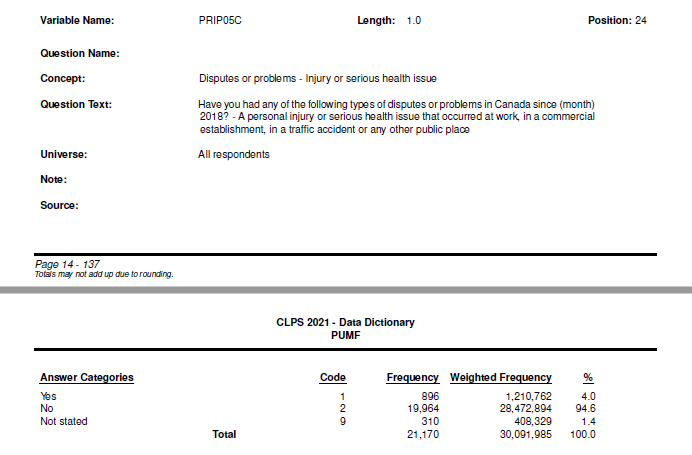 Variable Name: PRIP05C Length: 1.0 Position: 24
Question Name:
Concept: Disputes or problems - Injury or serious health issue
Question Text: Have you had any of the following types of disputes or problems in Canada since (month)
2018? - A personal injury or serious health issue that occurred at work, in a commercial
establishment, in a traffic accident or any other public place
Universe: All respondents
Note:
Source:
Page 14 - 137
Totals may not add up due to rounding.
CLPS 2021 - Data Dictionary
PUMF
Answer Categories Code Frequency Weighted Frequency %
Yes 1 896 1,210,762 4.0
No 2 19,964 28,472,894 94.6
Not stated 9 310 408,329 1.4
Total 21,170 30,091,985 100.0